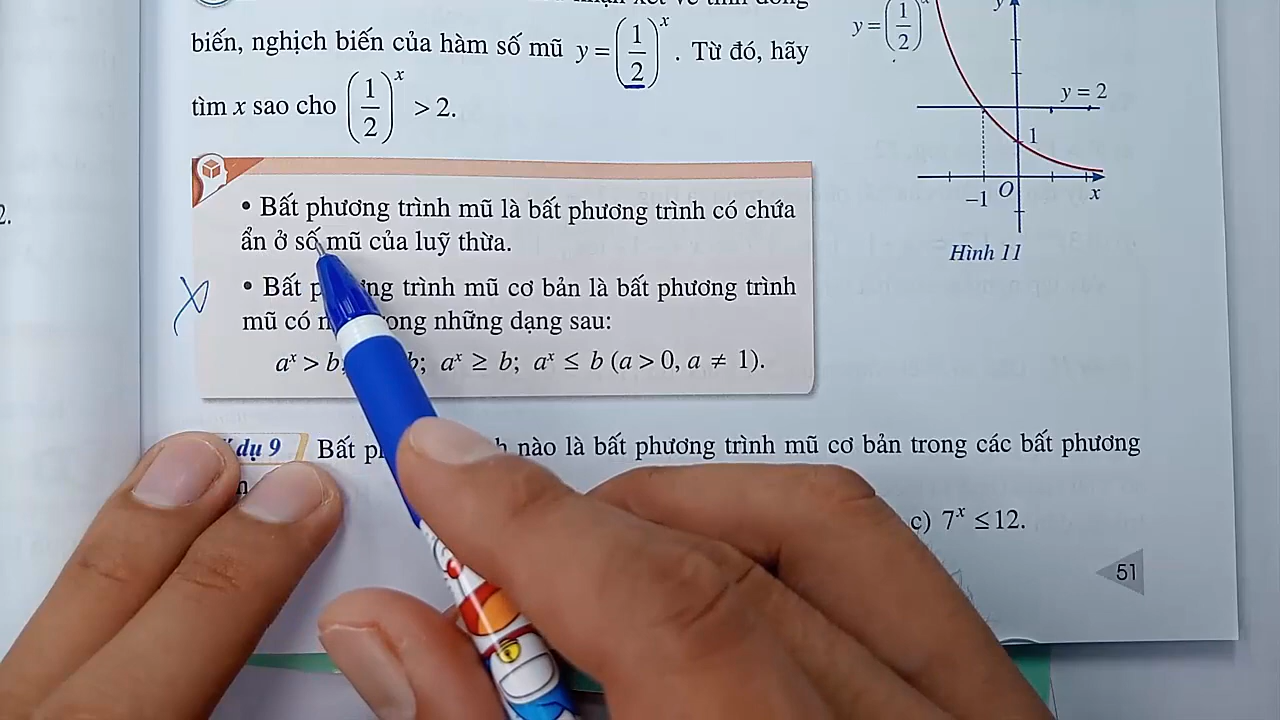 biến, nghịch biến của hàm số mũ y = (1/2)^x. Từ đó, hãy
tìm x sao cho (1/2)^x > 2.
y = (1/2)^x
y
y = 2
1
−1 O x
Hình 11
2.
• Bất phương trình mũ là bất phương trình có chứa
ẩn ở số mũ của luỹ thừa.
• Bất trình mũ cơ bản là bất phương trình
mũ có những dạng sau:
a^x > b; b; a^x ≥ b; a^x ≤ b (a > 0, a ≠ 1).
dụ 9 Bất nào là bất phương trình mũ cơ bản trong các bất phương
c) 7^x ≤ 12.
51